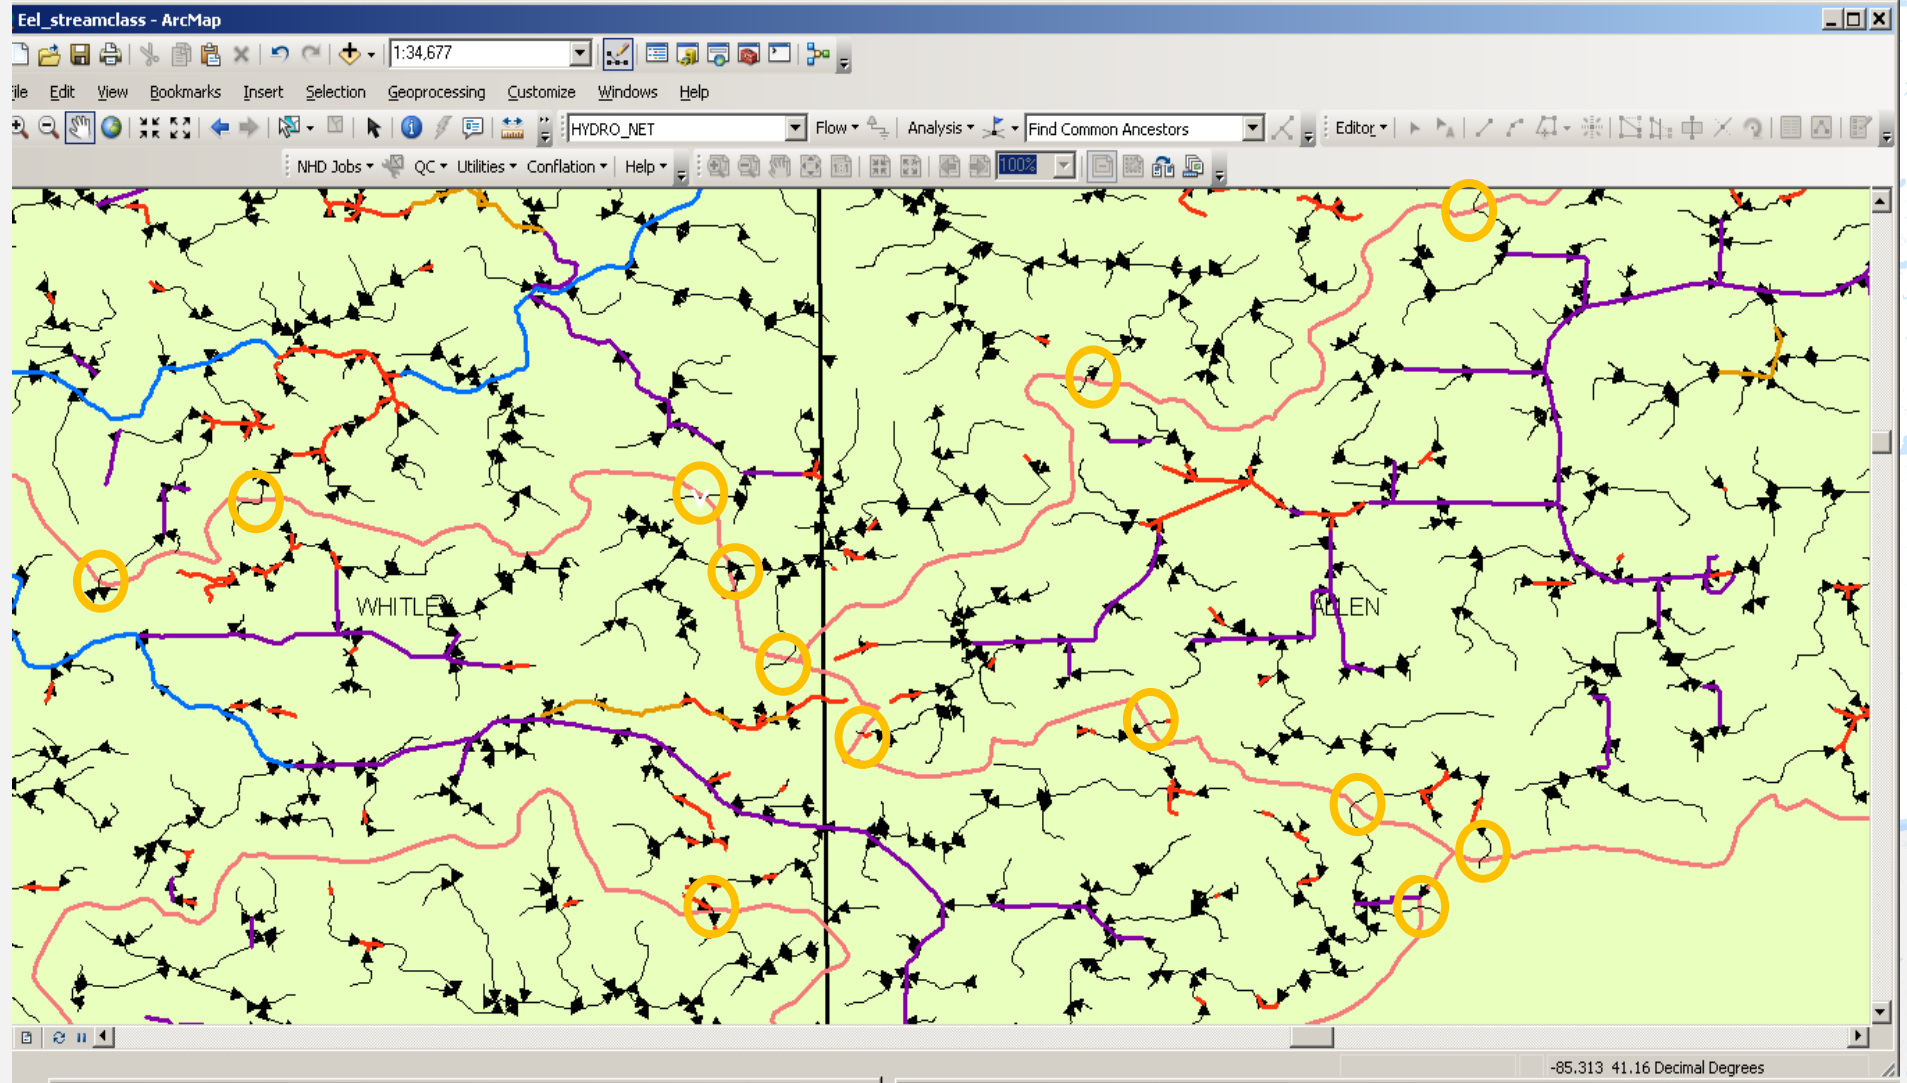 Eel_streamclass - ArcMap
1:34,677
ile Edit View Bookmarks Insert Selection Geoprocessing Customize Windows Help
HYDRO_NET Flow Analysis Find Common Ancestors Editor
NHD Jobs QC Utilities Conflation Help 100%
WHITLEY
ALLEN
-85.313 41.16 Decimal Degrees